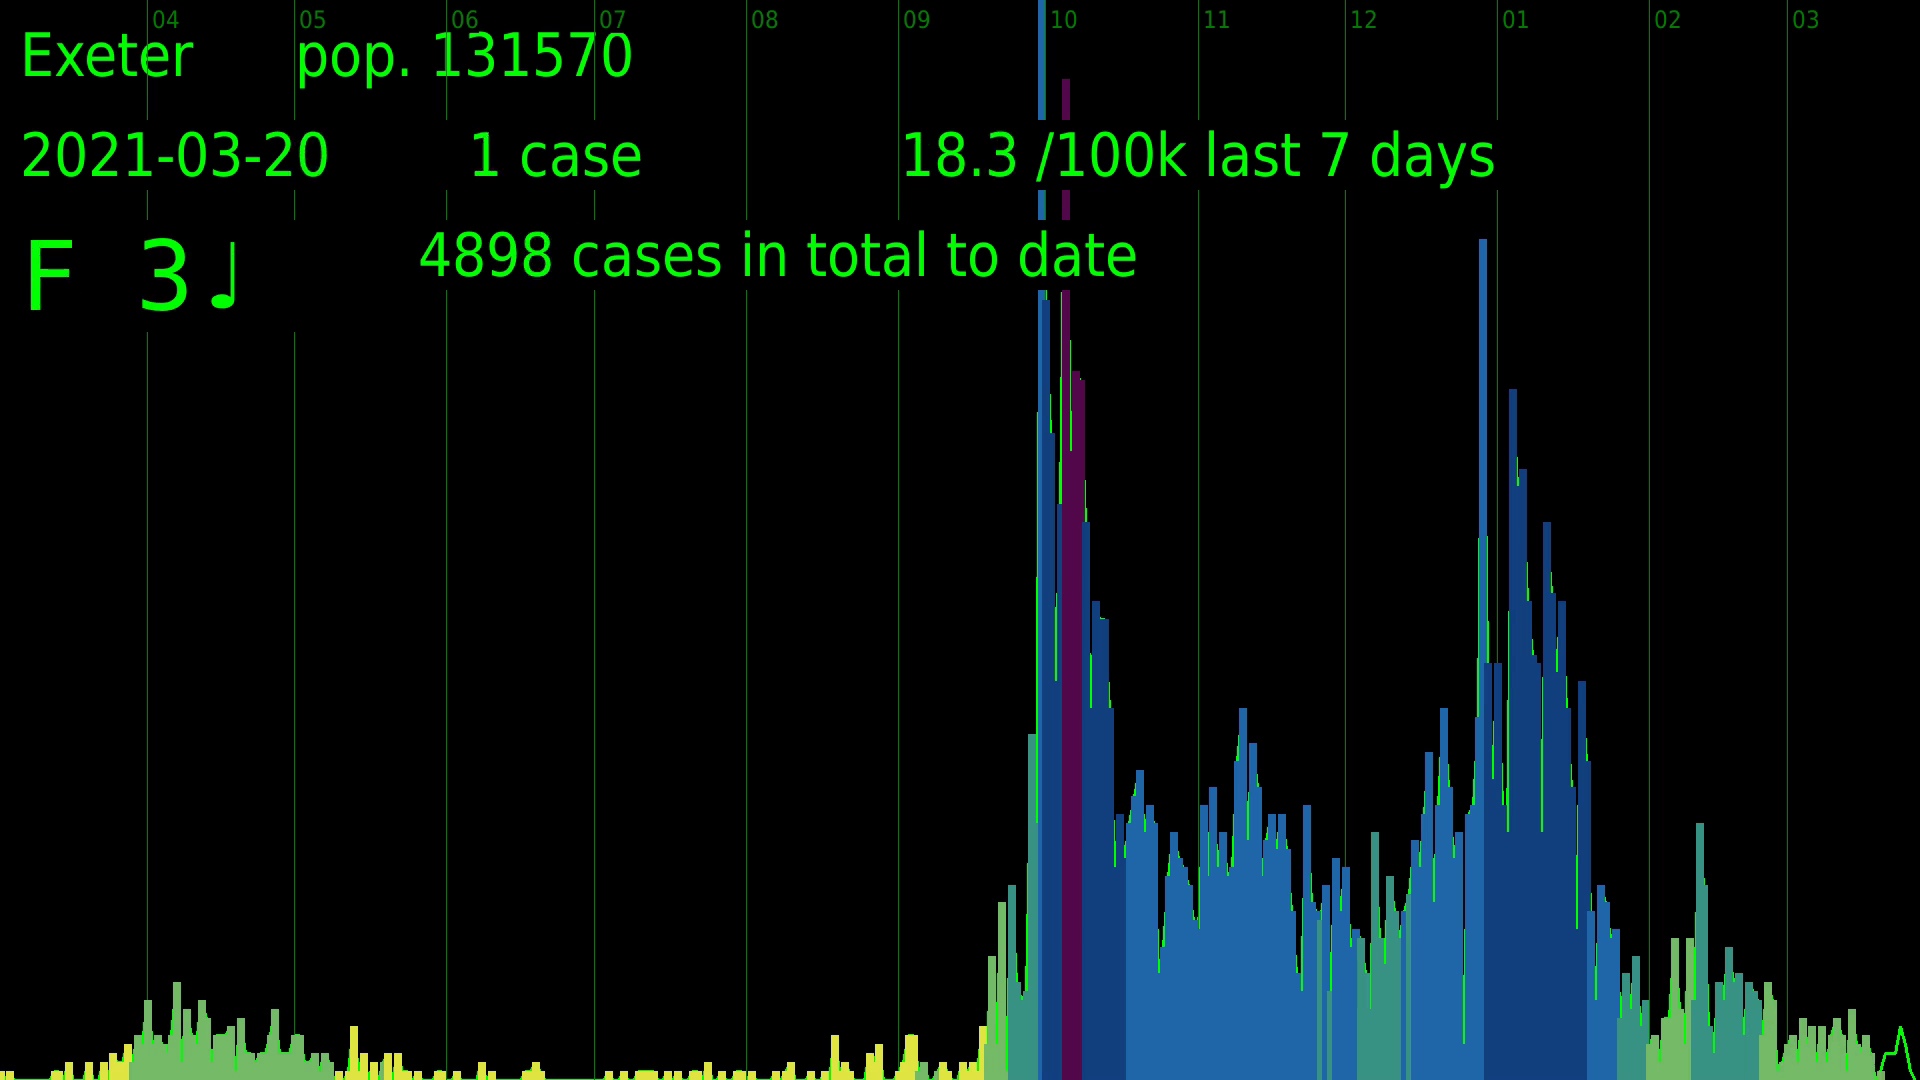 04 05 06 07 08 09 10 11 12 01 02 03
Exeter pop. 131570
2021-03-20 1 case 18.3 /100k last 7 days
F 3♩ 4898 cases in total to date